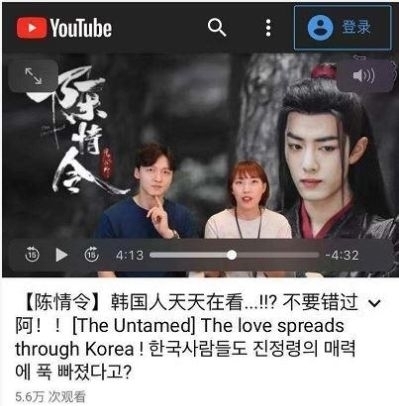 YouTube
登录
陈情令
15
15
4:13
-4:32
【陈情令】韩国人天天在看...!!? 不要错过
阿！！[The Untamed] The love spreads
through Korea ! 한국사람들도 진정령의 매력
에 푹 빠졌다고?
5.6万 次观看